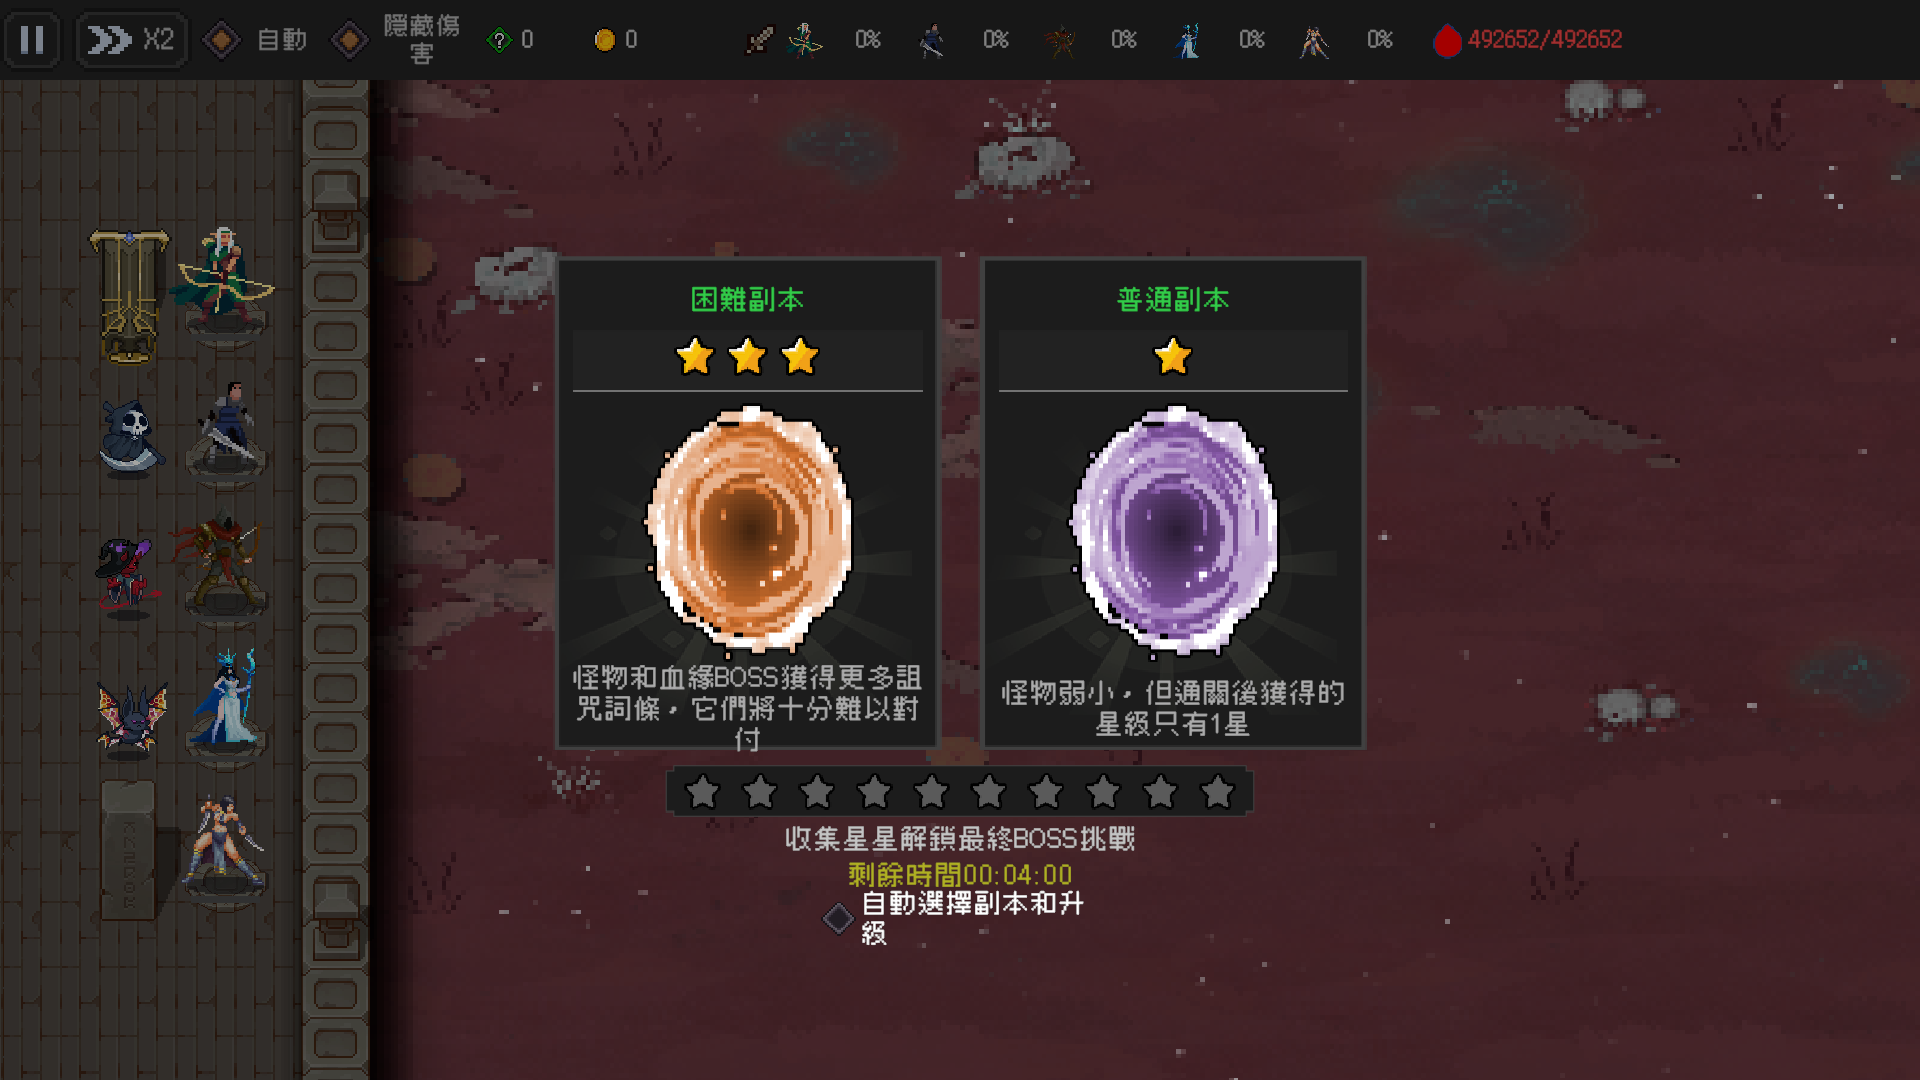 X2
自動
隱藏傷
害
0
0
0%
0%
0%
0%
0%
492652/492652
困難副本
怪物和血緣BOSS獲得更多詛
咒詞條，它們將十分難以對
付
普通副本
怪物弱小，但通關後獲得的
星級只有1星
收集星星解鎖最終BOSS挑戰
剩餘時間00:04:00
自動選擇副本和升
級